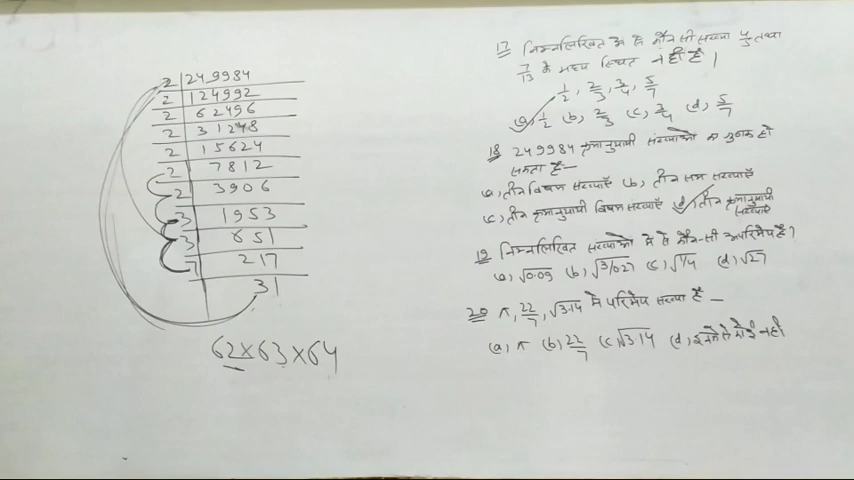 2 249984
2 124992
2 62496
2 31248
2 15624
2 7812
2 3906
3 1953
3 651
7 217
31
62×63×64
17 निम्नलिखित में से कौन सी संख्या 4/5 तथा
7/13 के मध्य स्थित नहीं है।
1/2, 2/3, 3/4, 5/7
(a) 1/2 (b) 2/3 (c) 3/4 (d) 5/7
18 249984 क्रमानुयायी संख्याओं का गुणक हो
सकता है—
(a) तीन विषम संख्याएँ (b) तीन सम संख्याएँ
(c) तीन क्रमानुयायी विषम संख्याएँ (d) तीन क्रमानुयायी
संख्याएं
19 निम्नलिखित संख्याओं में से कौन-सी अपरिमेय है?
(a) √0.09 (b) √3/027 (c) √1/4 (d) √27
20 π, 22/7, √3.14 में परिमेय संख्या है —
(a) π (b) 22/7 (c) √3.14 (d) इनमें से कोई नहीं